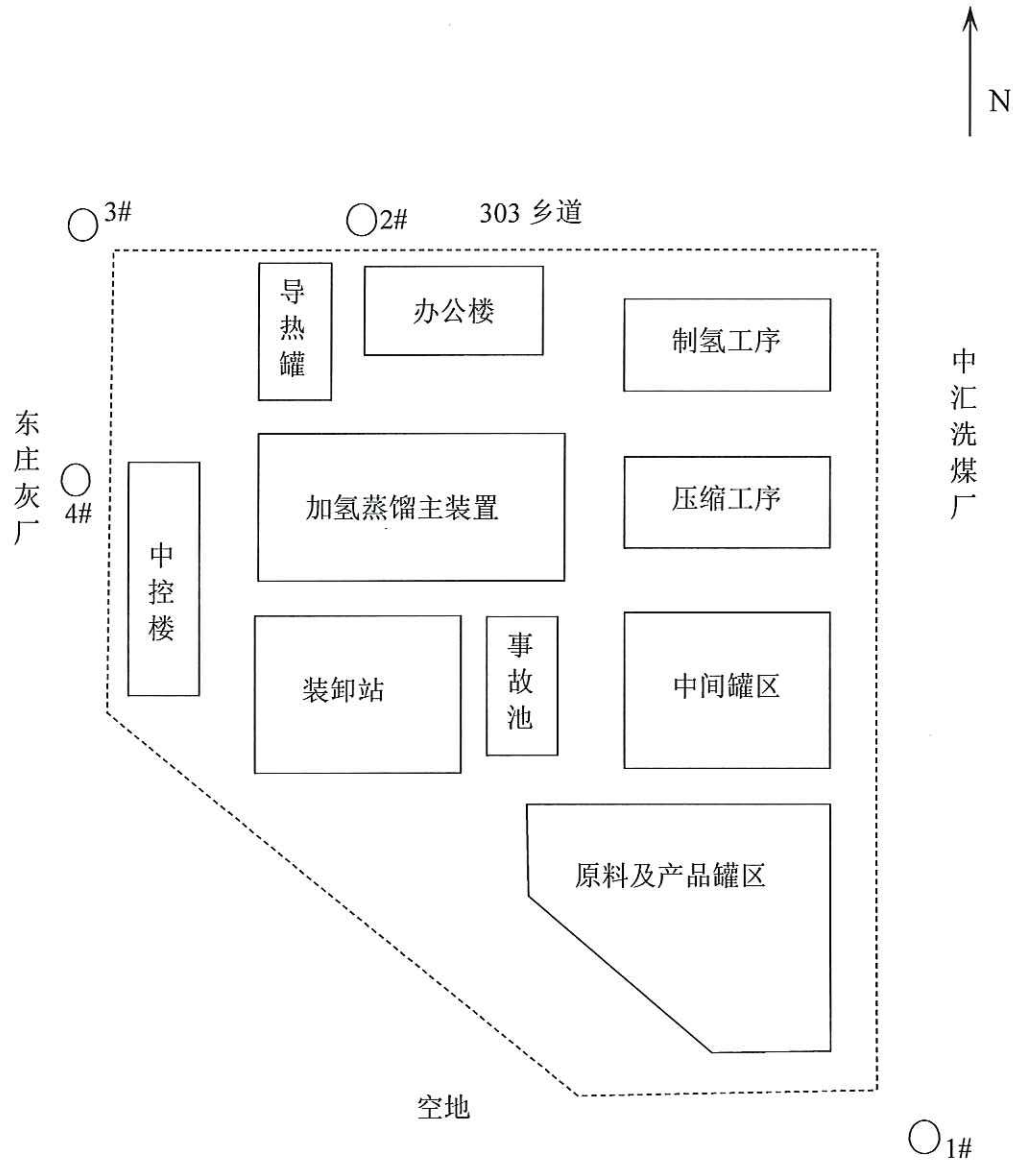 N
3#
2#
303 乡道
导热罐
办公楼
制氢工序
中汇洗煤厂
东庄灰厂
4#
加氢蒸馏主装置
压缩工序
中控楼
装卸站
事故池
中间罐区
原料及产品罐区
空地
1#